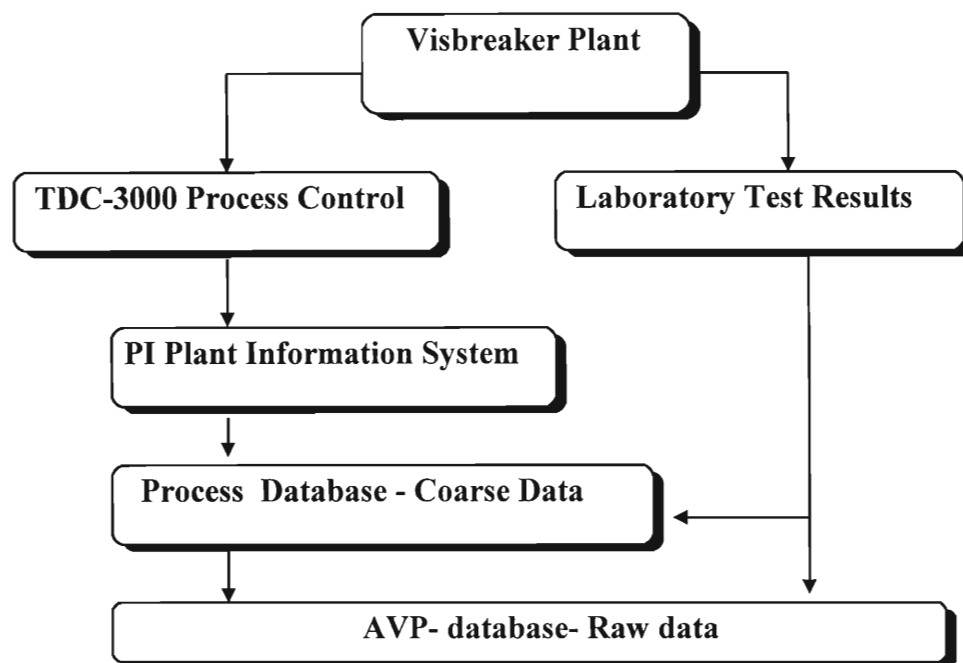 Visbreaker Plant
TDC-3000 Process Control
Laboratory Test Results
PI Plant Information System
Process Database - Coarse Data
AVP- database- Raw data